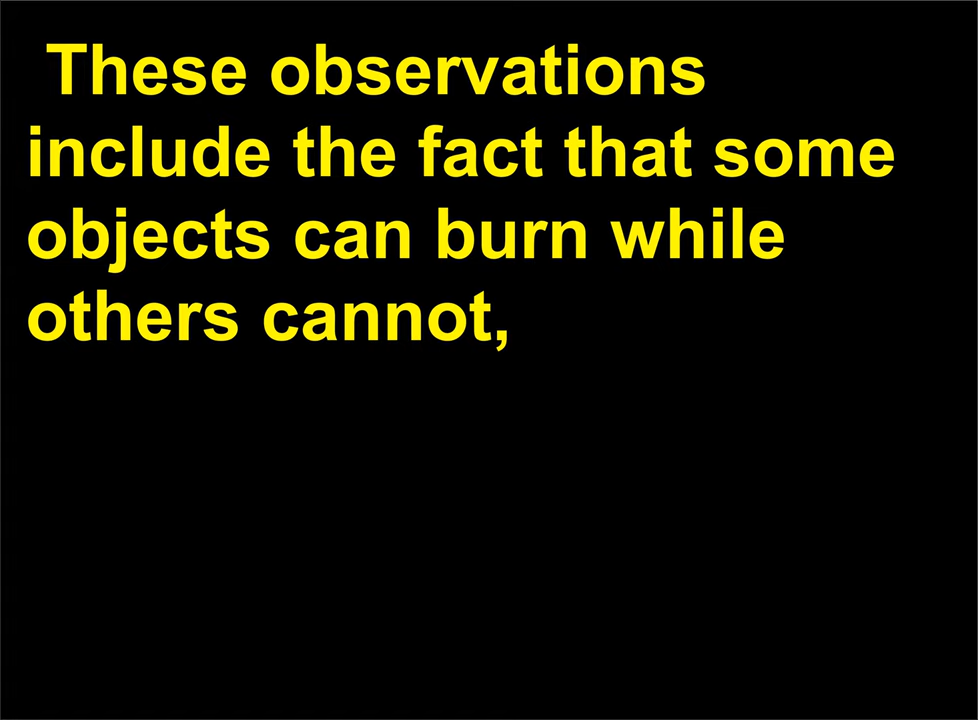 These observations
include the fact that some
objects can burn while
others cannot,